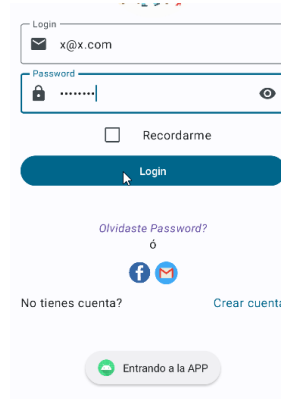 Login
x@x.com
Password
••••••••
Recordarme
Login
Olvidaste Password?
ó
No tienes cuenta?
Crear cuenta
Entrando a la APP